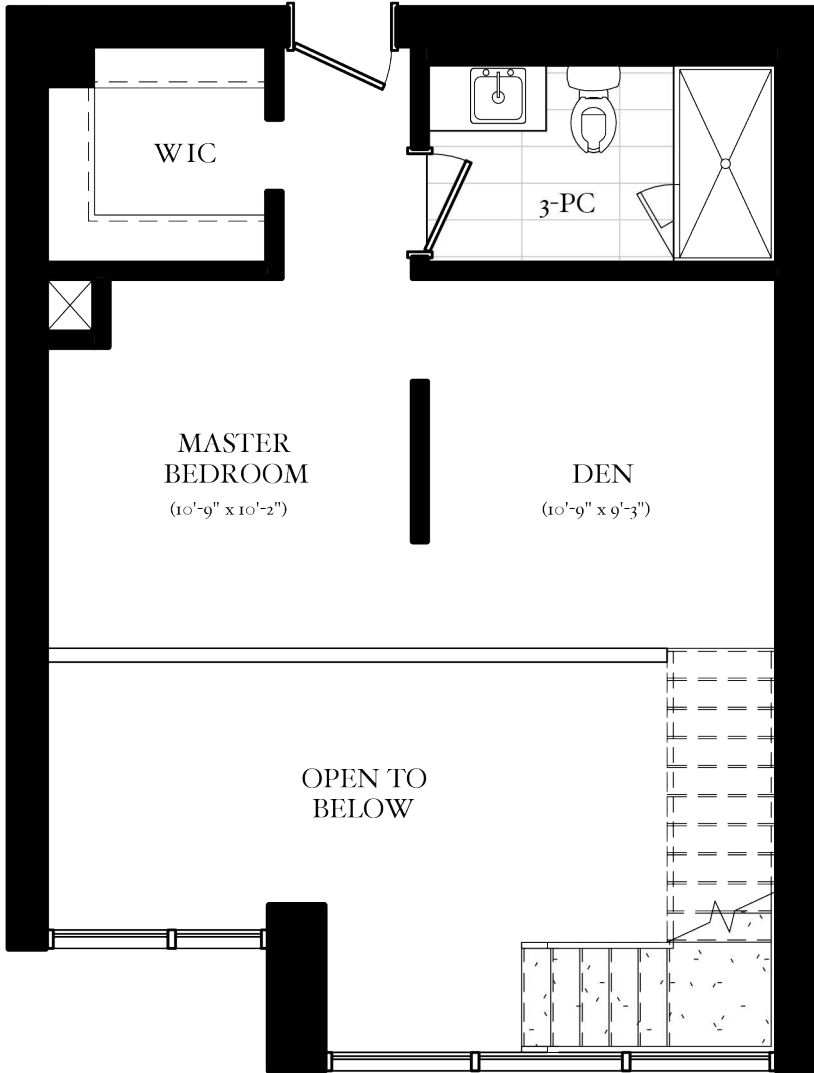 WIC
3-PC
MASTER
BEDROOM
(10'-9" x 10'-2")
DEN
(10'-9" x 9'-3")
OPEN TO
BELOW